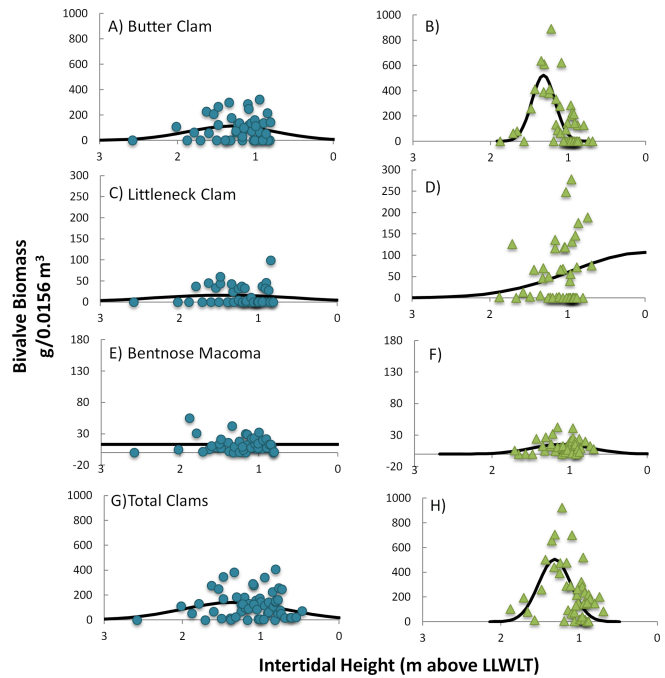 A) Butter Clam
1000
800
600
400
200
0
3 2 1 0
B)
1000
800
600
400
200
0
3 2 1 0
C) Littleneck Clam
300
250
200
150
100
50
0
3 2 1 0
D)
300
250
200
150
100
50
0
3 2 1 0
Bivalve Biomass
g/0.0156 m³
E) Bentnose Macoma
180
130
80
30
-20
3 2 1 0
F)
180
130
80
30
-20
3 2 1 0
G)Total Clams
1000
800
600
400
200
0
3 2 1 0
H)
1000
800
600
400
200
0
3 2 1 0
Intertidal Height (m above LLWLT)